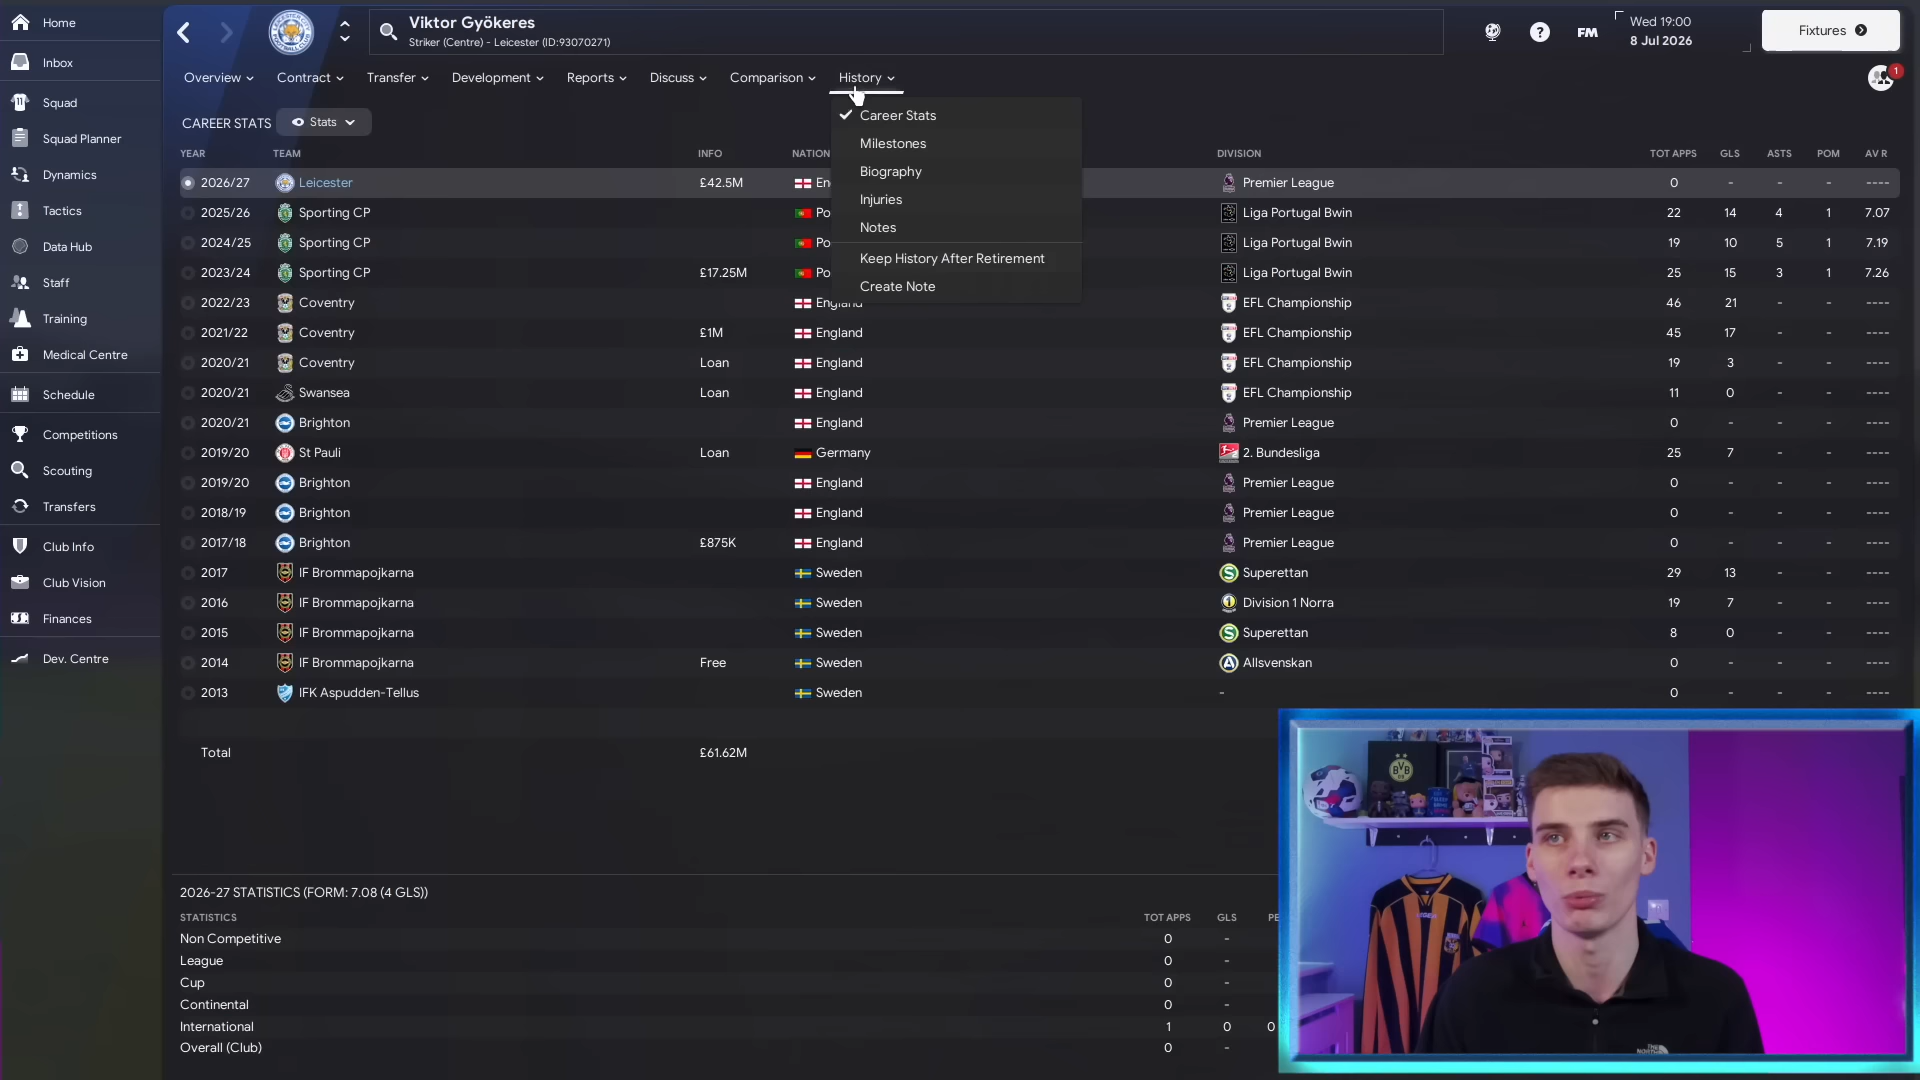 Home
Inbox
Squad
Squad Planner
Dynamics
Tactics
Data Hub
Staff
Training
Medical Centre
Schedule
Competitions
Scouting
Transfers
Club Info
Club Vision
Finances
Dev. Centre
Viktor Gyökeres
Striker (Centre) - Leicester (ID:93070271)
FM
Wed 19:00
8 Jul 2026
Fixtures
Overview Contract Transfer Development Reports Discuss Comparison History
1
CAREER STATS Stats
Career Stats
Milestones
Biography
Injuries
Notes
Keep History After Retirement
Create Note
YEAR TEAM INFO NATION DIVISION TOT APPS GLS ASTS POM AV R
2026/27 Leicester £42.5M En Premier League 0 - - - ----
2025/26 Sporting CP Po Liga Portugal Bwin 22 14 4 1 7.07
2024/25 Sporting CP Po Liga Portugal Bwin 19 10 5 1 7.19
2023/24 Sporting CP £17.25M Po Liga Portugal Bwin 25 15 3 1 7.26
2022/23 Coventry England EFL Championship 46 21 - - ----
2021/22 Coventry £1M England EFL Championship 45 17 - - ----
2020/21 Coventry Loan England EFL Championship 19 3 - - ----
2020/21 Swansea Loan England EFL Championship 11 0 - - ----
2020/21 Brighton England Premier League 0 - - - ----
2019/20 St Pauli Loan Germany 2. Bundesliga 25 7 - - ----
2019/20 Brighton England Premier League 0 - - - ----
2018/19 Brighton England Premier League 0 - - - ----
2017/18 Brighton £875K England Premier League 0 - - - ----
2017 IF Brommapojkarna Sweden Superettan 29 13 - - ----
2016 IF Brommapojkarna Sweden Division 1 Norra 19 7 - - ----
2015 IF Brommapojkarna Sweden Superettan 8 0 - - ----
2014 IF Brommapojkarna Free Sweden Allsvenskan 0 - - - ----
2013 IFK Aspudden-Tellus Sweden - 0 - - - ----
Total £61.62M
2026-27 STATISTICS (FORM: 7.08 (4 GLS))
STATISTICS TOT APPS GLS PE
Non Competitive 0 -
League 0 -
Cup 0 -
Continental 0 -
International 1 0 0
Overall (Club) 0 -
BVB
09